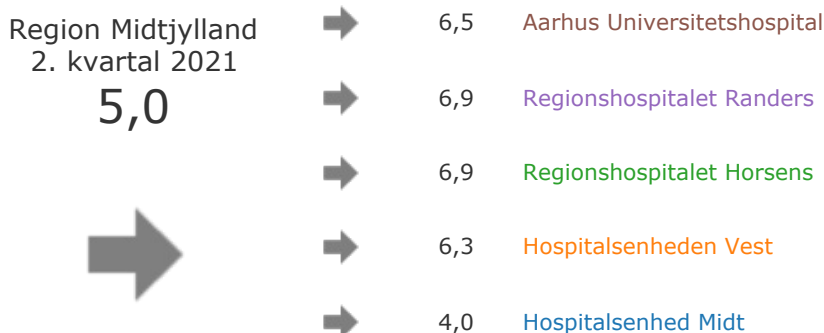 Region Midtjylland
2. kvartal 2021
5,0
6,5 Aarhus Universitetshospital
6,9 Regionshospitalet Randers
6,9 Regionshospitalet Horsens
6,3 Hospitalsenheden Vest
4,0 Hospitalsenhed Midt